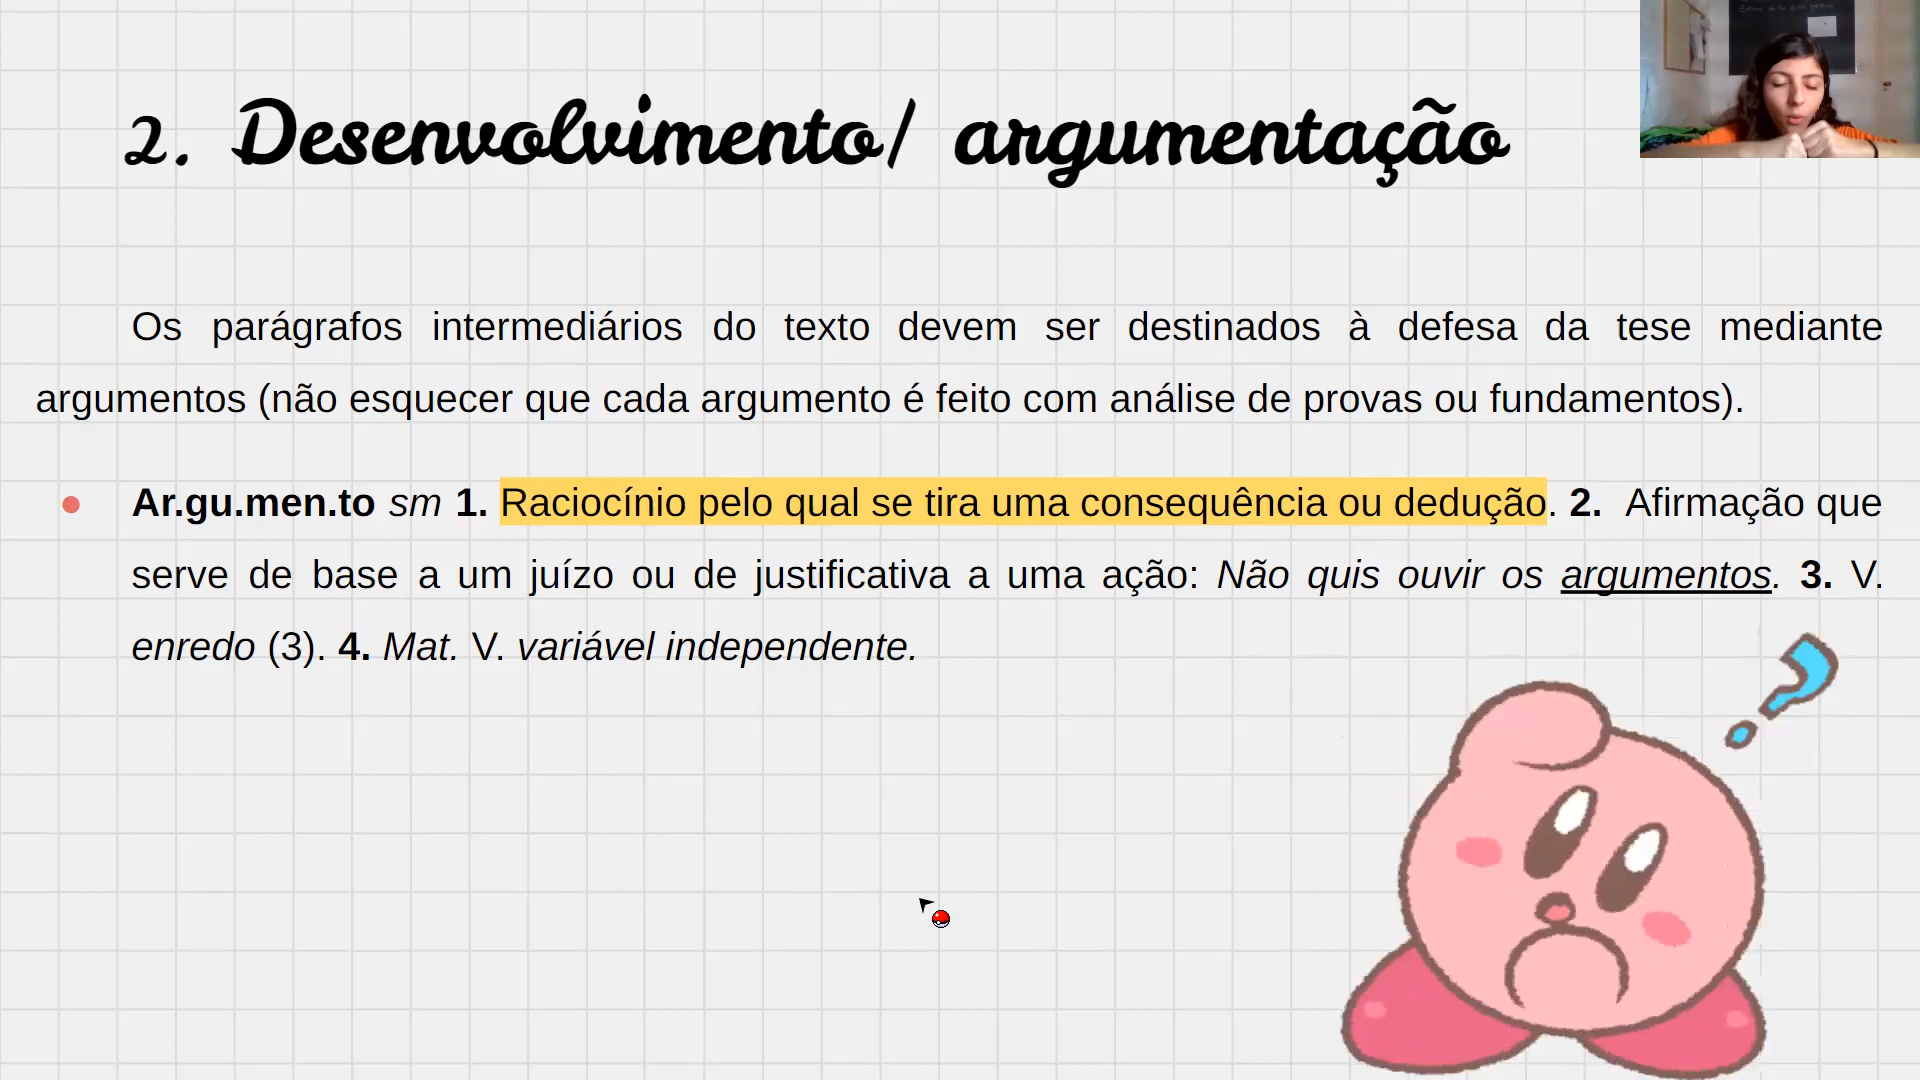 2. Desenvolvimento/ argumentação
Os parágrafos intermediários do texto devem ser destinados à defesa da tese mediante
argumentos (não esquecer que cada argumento é feito com análise de provas ou fundamentos).
● Ar.gu.men.to sm 1. Raciocínio pelo qual se tira uma consequência ou dedução. 2. Afirmação que
serve de base a um juízo ou de justificativa a uma ação: Não quis ouvir os argumentos. 3. V.
enredo (3). 4. Mat. V. variável independente.
?